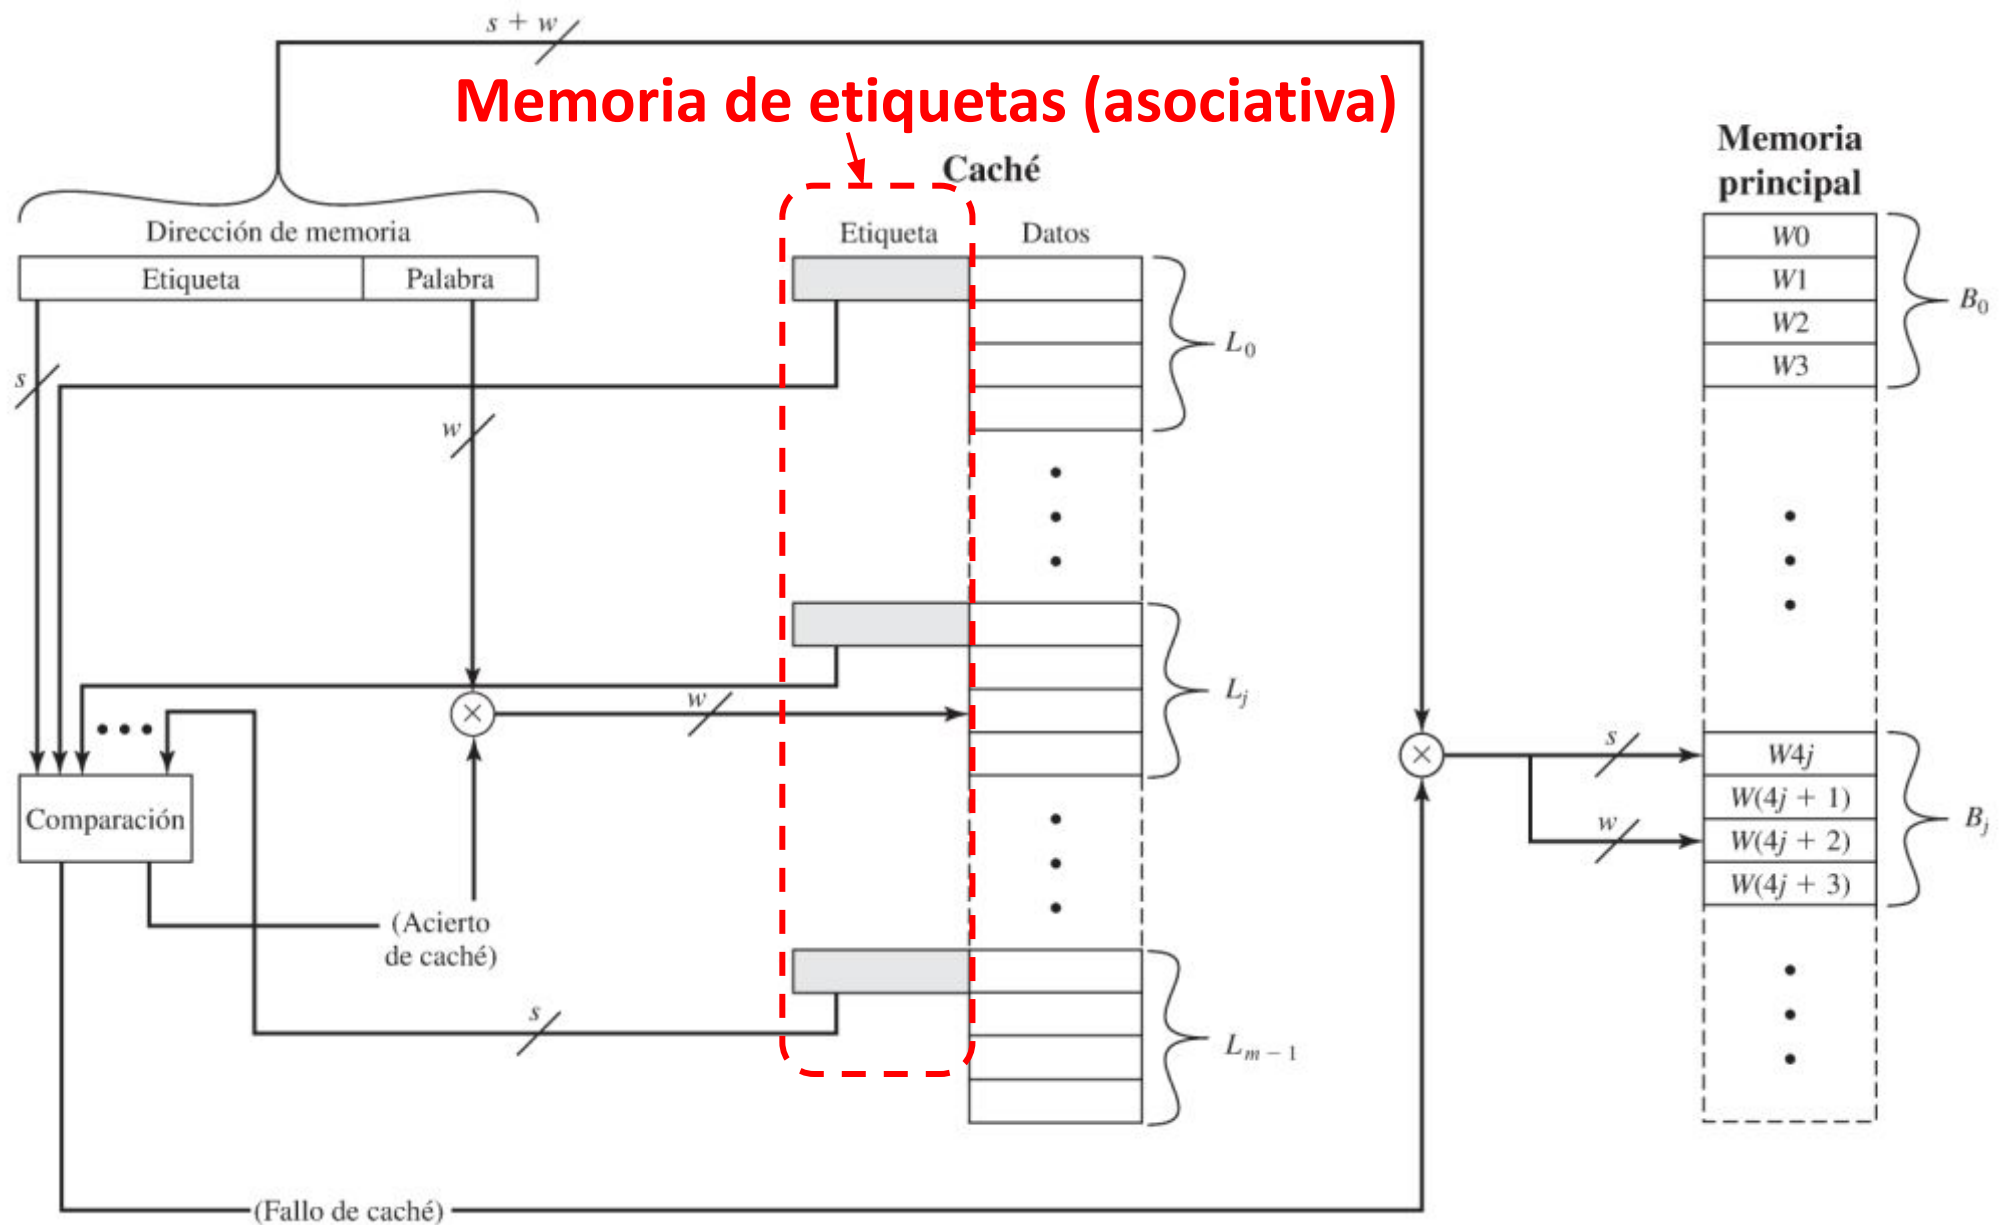 s + w
Memoria de etiquetas (asociativa)
Caché
Memoria
principal
Dirección de memoria
Etiqueta
Palabra
Etiqueta
Datos
W0
W1
W2
W3
B0
L0
s
w
Lj
w
s
w
W4j
W(4j + 1)
W(4j + 2)
W(4j + 3)
Bj
Comparación
(Acierto
de caché)
s
Lm − 1
(Fallo de caché)